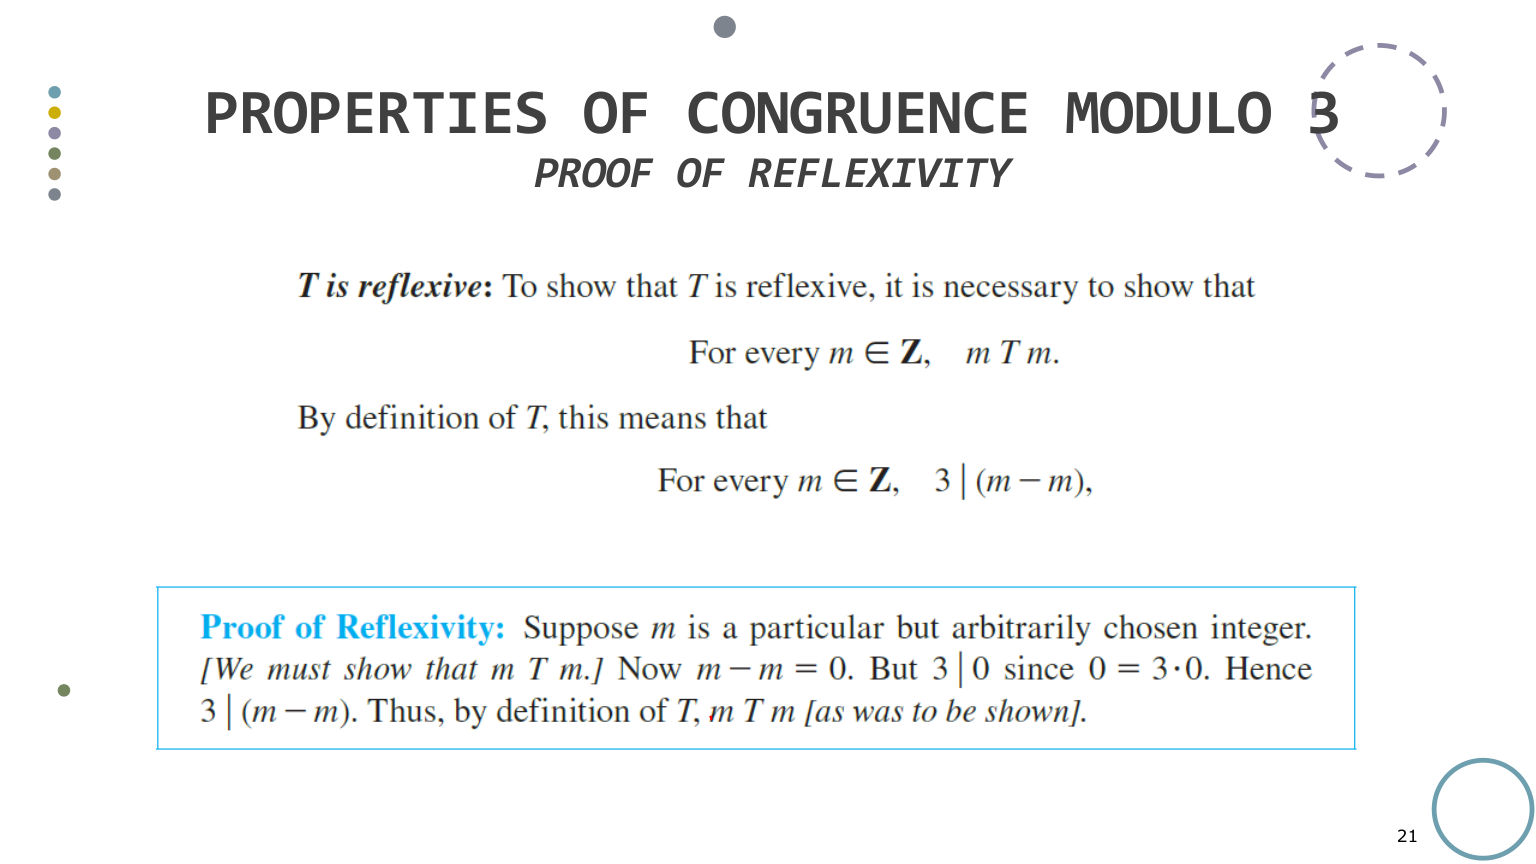 PROPERTIES OF CONGRUENCE MODULO 3
PROOF OF REFLEXIVITY
T is reflexive: To show that T is reflexive, it is necessary to show that
For every m ∈ Z, m T m.
By definition of T, this means that
For every m ∈ Z, 3 | (m − m),
Proof of Reflexivity: Suppose m is a particular but arbitrarily chosen integer.
[We must show that m T m.] Now m − m = 0. But 3 | 0 since 0 = 3·0. Hence
3 | (m − m). Thus, by definition of T, m T m [as was to be shown].
21